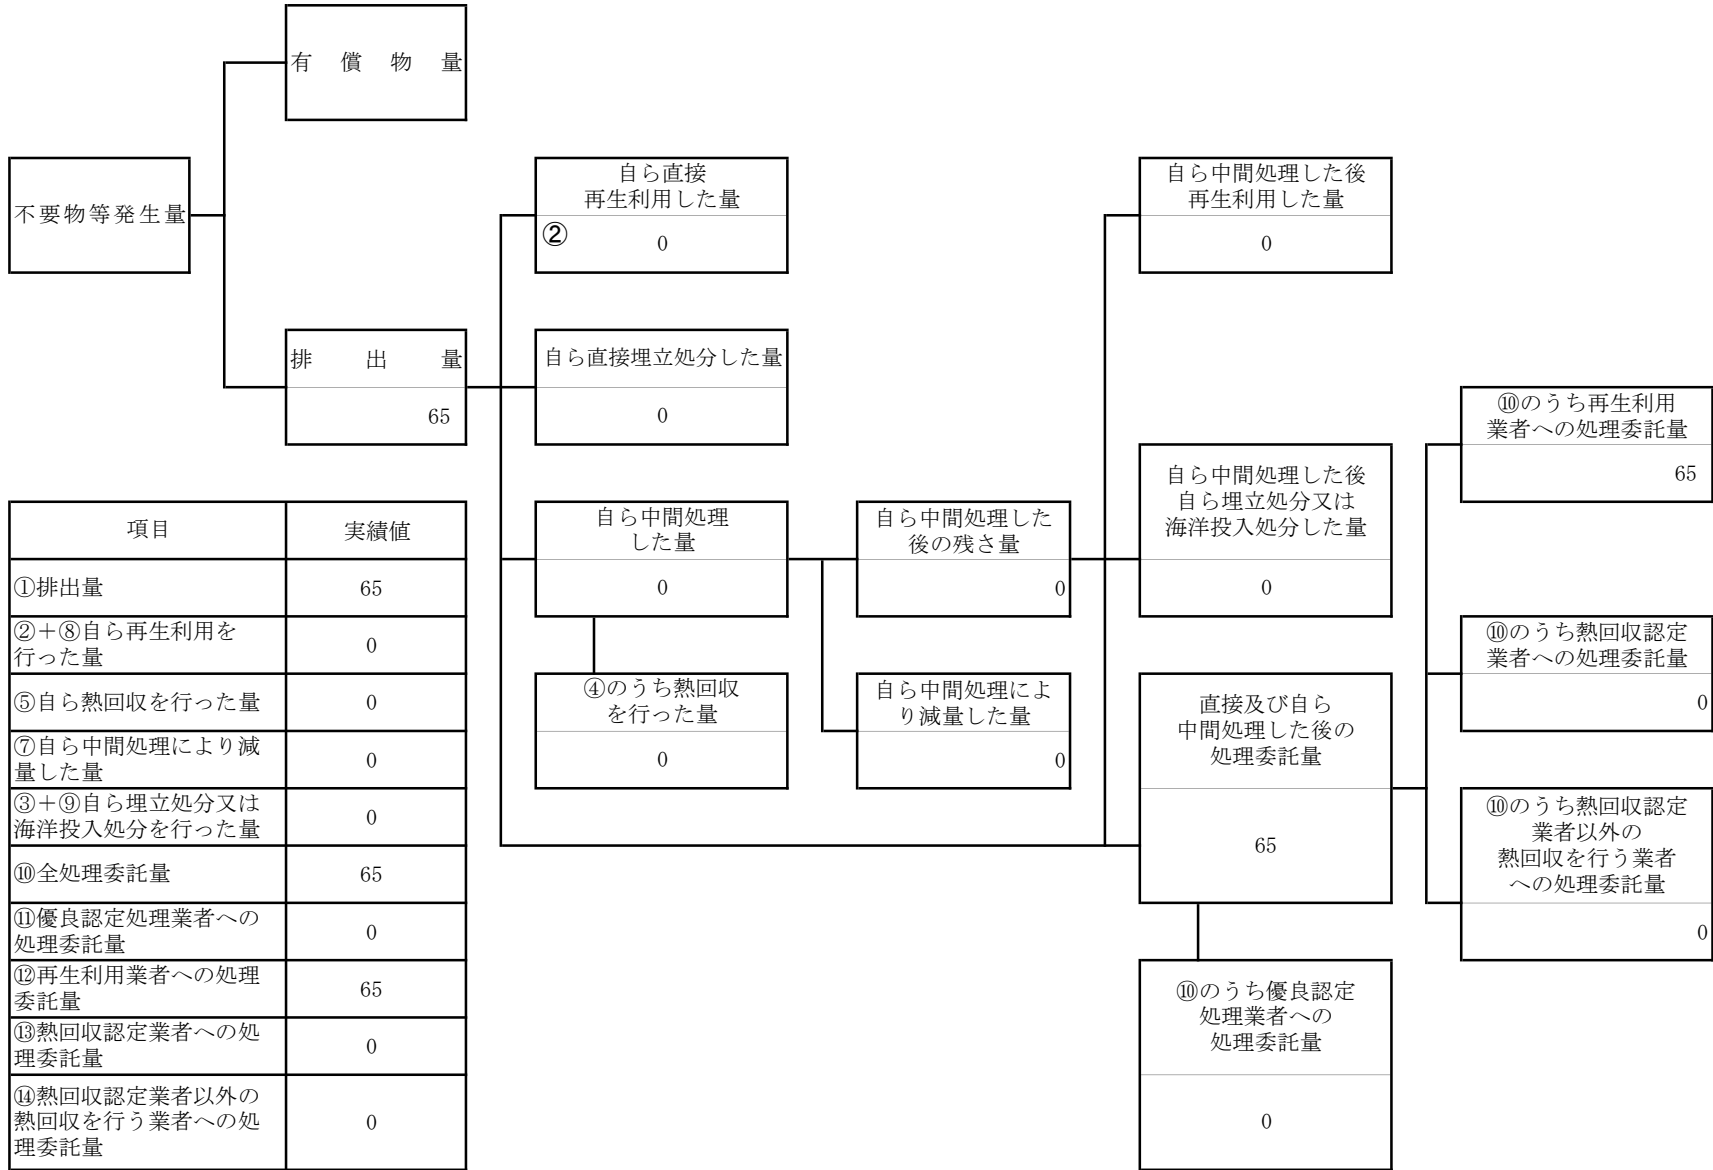 有償物量
不要物等発生量
自ら直接
再生利用した量
②
0
自ら中間処理した後
再生利用した量
0
排出量
65
自ら直接埋立処分した量
0
⑩のうち再生利用
業者への処理委託量
65
自ら中間処理
した量
0
自ら中間処理した
後の残さ量
0
自ら中間処理した後
自ら埋立処分又は
海洋投入処分した量
0
⑩のうち熱回収認定
業者への処理委託量
0
④のうち熱回収
を行った量
0
自ら中間処理によ
り減量した量
0
直接及び自ら
中間処理した後の
処理委託量
65
⑩のうち熱回収認定
業者以外の
熱回収を行う業者
への処理委託量
0
⑩のうち優良認定
処理業者への
処理委託量
0
項目 実績値
①排出量 65
②+⑧自ら再生利用を
行った量 0
⑤自ら熱回収を行った量 0
⑦自ら中間処理により減
量した量 0
③+⑨自ら埋立処分又は
海洋投入処分を行った量 0
⑩全処理委託量 65
⑪優良認定処理業者への
処理委託量 0
⑫再生利用業者への処理
委託量 65
⑬熱回収認定業者への処
理委託量 0
⑭熱回収認定業者以外の
熱回収を行う業者への処
理委託量 0